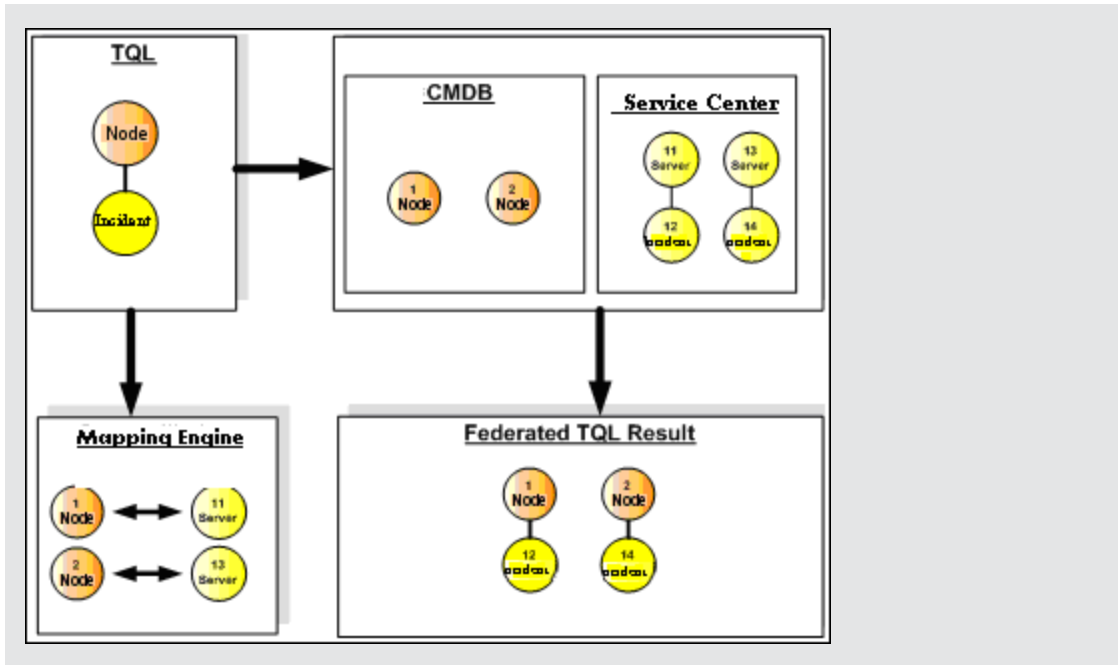 TQL
Node
Incident
CMDB
1
Node
2
Node
Service Center
11
Server
13
Server
12
14
Mapping Engine
1
Node
11
Server
2
Node
13
Server
Federated TQL Result
1
Node
2
Node
12
14